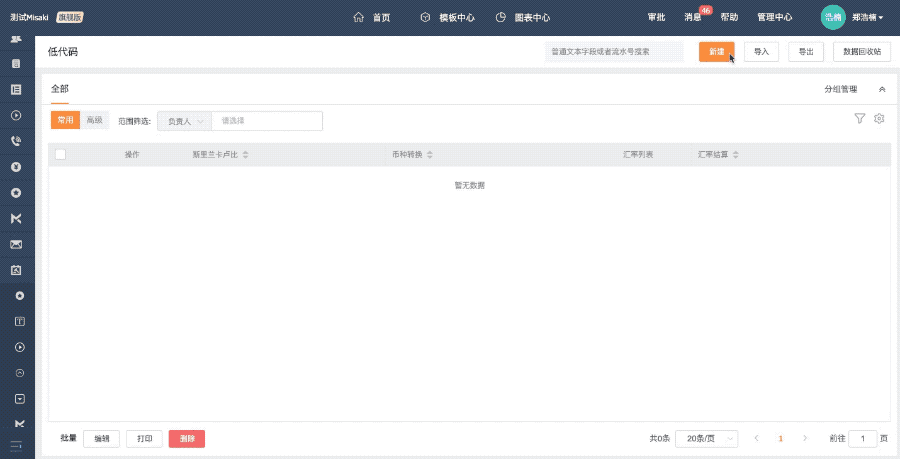 测试Misaki 旗舰版 首页 模板中心 图表中心 审批 消息 46 帮助 管理中心 浩楠 郑浩楠
低代码 普通文本字段或者流水号搜索 新建 导入 导出 数据回收站
全部 分组管理
常用 高级 范围筛选: 负责人 请选择
操作 斯里兰卡卢比 币种转换 汇率列表 汇率结算
暂无数据
批量 编辑 打印 删除 共0条 20条/页 1 前往 1 页